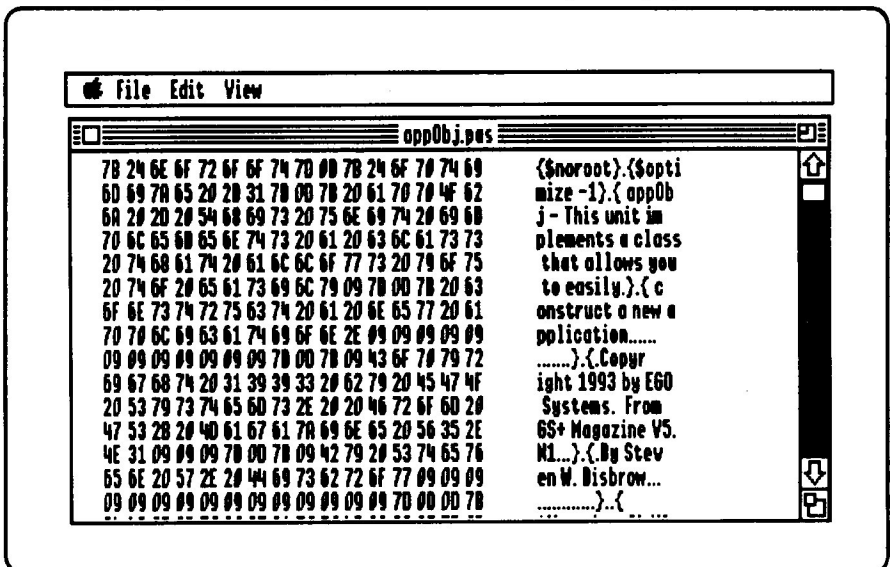 File Edit View
appObj.pas
7B 24 6E 6F 72 6F 6F 74 7D 0D 7B 24 6F 70 74 69 {$noroot}.{$opti
6D 69 7A 65 20 2D 31 7D 0D 7B 20 61 70 70 4F 62 mize -1}.{ appOb
6A 20 2D 20 54 68 69 73 20 75 6E 69 74 20 69 6D j - This unit im
70 6C 65 6D 65 6E 74 73 20 61 20 63 6C 61 73 73 plements a class
20 74 68 61 74 20 61 6C 6C 6F 77 73 20 79 6F 75 that allows you
20 74 6F 20 65 61 73 69 6C 79 09 7D 0D 7B 20 63 to easily.}.{ c
6F 6E 73 74 72 75 63 74 20 61 20 6E 65 77 20 61 onstruct a new a
70 70 6C 69 63 61 74 69 6F 6E 2E 09 09 09 09 09 pplication......
09 09 09 09 09 09 09 7D 0D 7B 09 43 6F 70 79 72 .......}.{.Copyr
69 67 68 74 20 31 39 39 33 20 62 79 20 45 47 4F ight 1993 by EGO
20 53 79 73 74 65 6D 73 2E 20 20 46 72 6F 6D 20 Systems. From
47 53 2B 20 4D 61 67 61 7A 69 6E 65 20 56 35 2E GS+ Magazine V5.
4E 31 09 09 09 7D 0D 7B 09 42 79 20 53 74 65 76 N1...}.{.By Stev
65 6E 20 57 2E 20 44 69 73 62 72 6F 77 09 09 09 en W. Disbrow...
09 09 09 09 09 09 09 09 09 09 09 09 7D 0D 0D 7B ............}..{